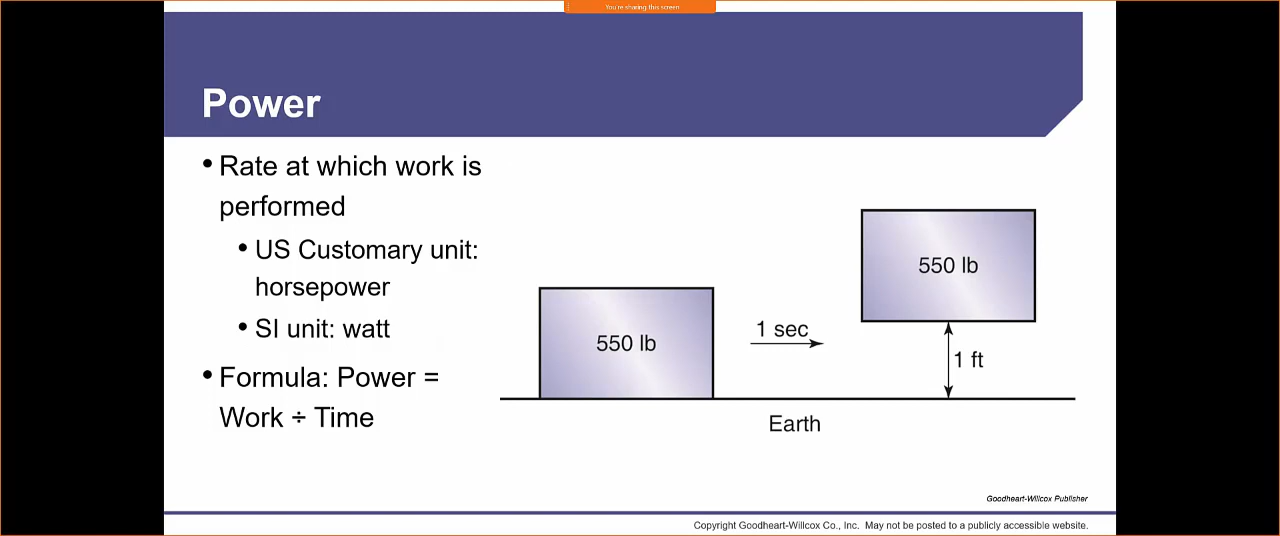 You're sharing this screen
Power
• Rate at which work is
performed
• US Customary unit:
horsepower
• SI unit: watt
• Formula: Power =
Work ÷ Time
550 lb
1 sec
550 lb
1 ft
Earth
Goodheart-Willcox Publisher
Copyright Goodheart-Willcox Co., Inc. May not be posted to a publicly accessible website.